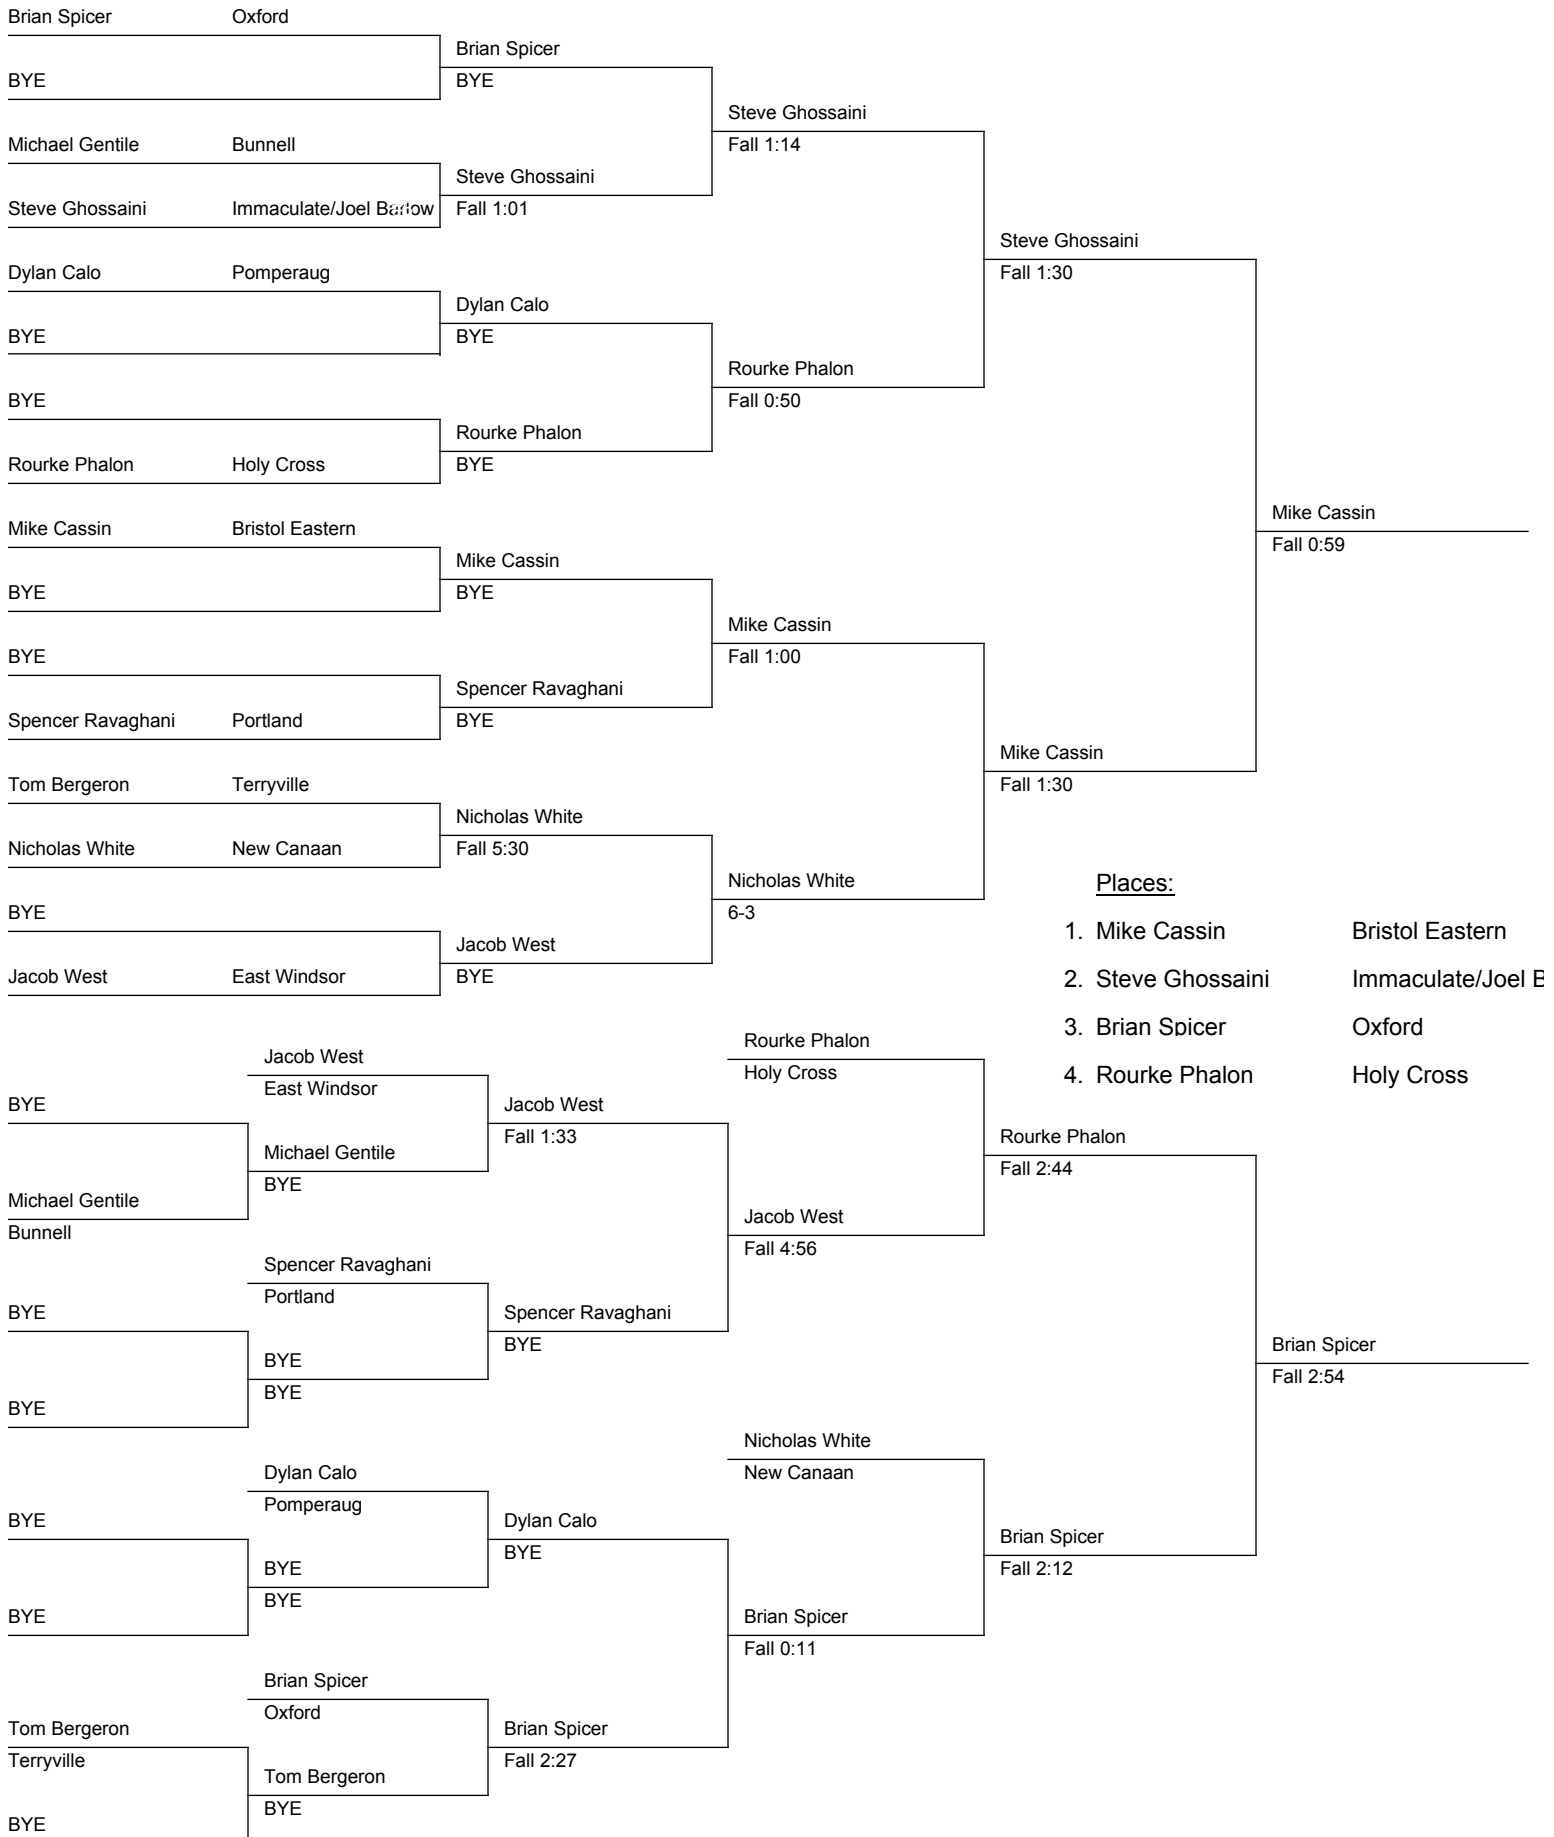 Brian Spicer Oxford
Brian Spicer
BYE
BYE
Steve Ghossaini
Michael Gentile Bunnell
Fall 1:14
Steve Ghossaini
Steve Ghossaini Immaculate/Joel Barlow
Fall 1:01
Steve Ghossaini
Dylan Calo Pomperaug
Fall 1:30
Dylan Calo
BYE
BYE
Rourke Phalon
BYE
Fall 0:50
Rourke Phalon
Rourke Phalon Holy Cross
BYE
Mike Cassin
Mike Cassin Bristol Eastern
Fall 0:59
Mike Cassin
BYE
BYE
Mike Cassin
BYE
Fall 1:00
Spencer Ravaghani
Spencer Ravaghani Portland
BYE
Mike Cassin
Tom Bergeron Terryville
Fall 1:30
Nicholas White
Nicholas White New Canaan
Fall 5:30
Nicholas White
Places:
BYE
6-3
1. Mike Cassin Bristol Eastern
Jacob West
Jacob West East Windsor
BYE
2. Steve Ghossaini Immaculate/Joel B
3. Brian Spicer Oxford
Rourke Phalon
Jacob West
Holy Cross
4. Rourke Phalon Holy Cross
East Windsor
BYE
Jacob West
Fall 1:33
Rourke Phalon
Michael Gentile
Fall 2:44
BYE
Michael Gentile
Jacob West
Bunnell
Fall 4:56
Spencer Ravaghani
Portland
BYE
Spencer Ravaghani
BYE
Brian Spicer
BYE
Fall 2:54
BYE
BYE
Nicholas White
Dylan Calo
New Canaan
Pomperaug
BYE
Dylan Calo
Brian Spicer
BYE
BYE
Fall 2:12
BYE
BYE
Brian Spicer
Fall 0:11
Brian Spicer
Oxford
Tom Bergeron
Brian Spicer
Terryville
Fall 2:27
Tom Bergeron
BYE
BYE